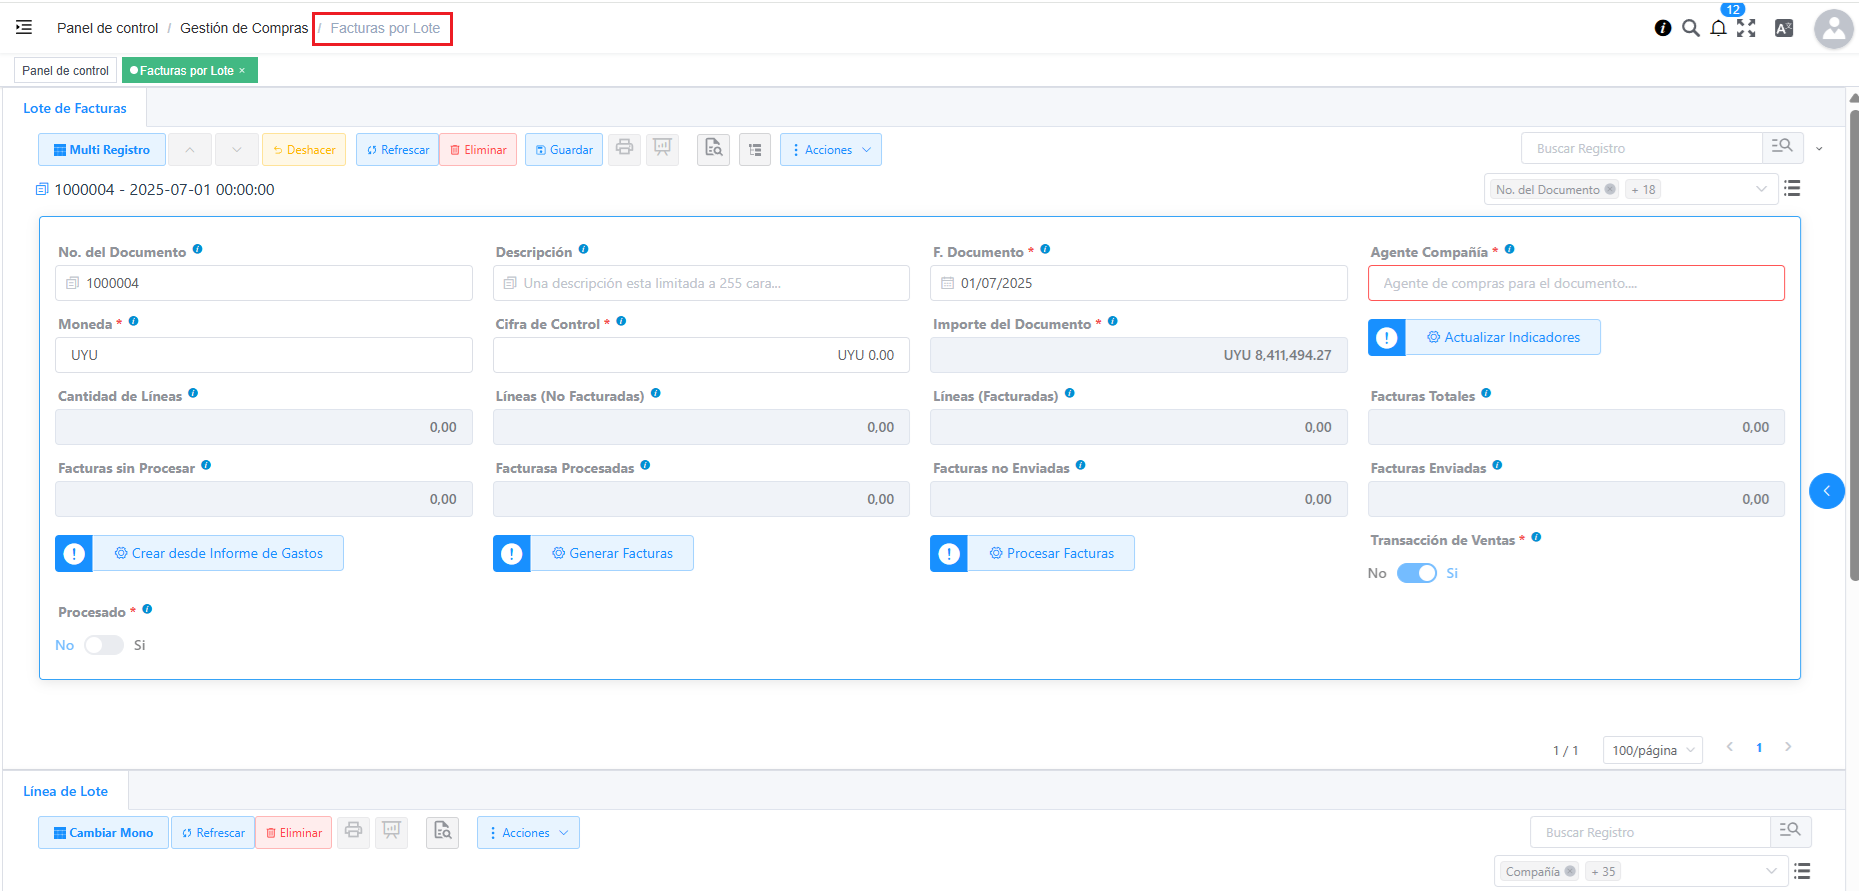 Panel de control / Gestión de Compras / Facturas por Lote
12
Panel de control
Facturas por Lote ×
Lote de Facturas
Multi Registro
Deshacer
Refrescar
Eliminar
Guardar
Acciones
Buscar Registro
1000004 - 2025-07-01 00:00:00
No. del Documento
+ 18
No. del Documento
Descripción
F. Documento *
Agente Compañía *
1000004
Una descripción esta limitada a 255 cara...
01/07/2025
Agente de compras para el documento....
Moneda *
Cifra de Control *
Importe del Documento *
UYU
UYU 0.00
UYU 8,411,494.27
Actualizar Indicadores
Cantidad de Líneas
Líneas (No Facturadas)
Líneas (Facturadas)
Facturas Totales
0,00
0,00
0,00
0,00
Facturas sin Procesar
Facturasa Procesadas
Facturas no Enviadas
Facturas Enviadas
0,00
0,00
0,00
0,00
Crear desde Informe de Gastos
Generar Facturas
Procesar Facturas
Transacción de Ventas *
No
Si
Procesado *
No
Si
1 / 1
100/página
1
Línea de Lote
Cambiar Mono
Refrescar
Eliminar
Acciones
Buscar Registro
Compañía
+ 35